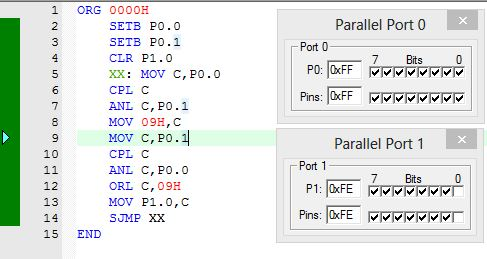 1 ORG 0000H
2 SETB P0.0
3 SETB P0.1
4 CLR P1.0
5 XX: MOV C,P0.0
6 CPL C
7 ANL C,P0.1
8 MOV 09H,C
9 MOV C,P0.1
10 CPL C
11 ANL C,P0.0
12 ORL C,09H
13 MOV P1.0,C
14 SJMP XX
15 END
Parallel Port 0
Port 0
7 Bits 0
P0: 0xFF
Pins: 0xFF
Parallel Port 1
Port 1
7 Bits 0
P1: 0xFE
Pins: 0xFE